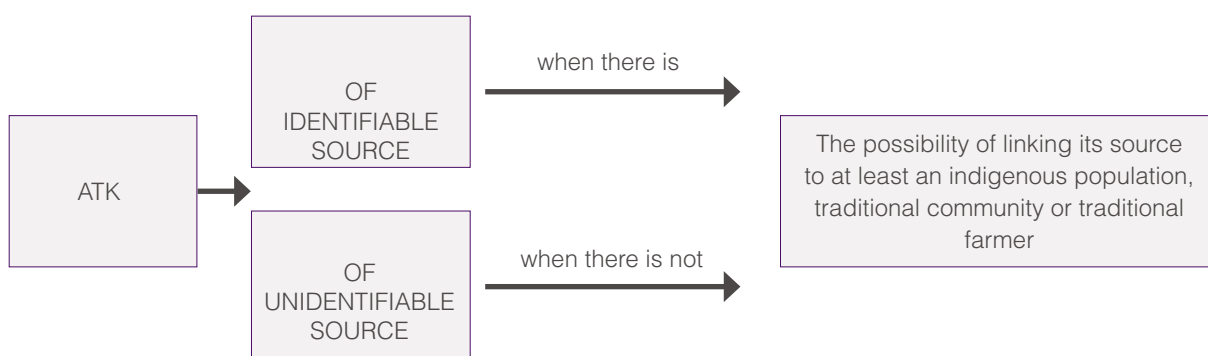 ATK
OF
IDENTIFIABLE
SOURCE
when there is
OF
UNIDENTIFIABLE
SOURCE
when there is not
The possibility of linking its source
to at least an indigenous population,
traditional community or traditional
farmer